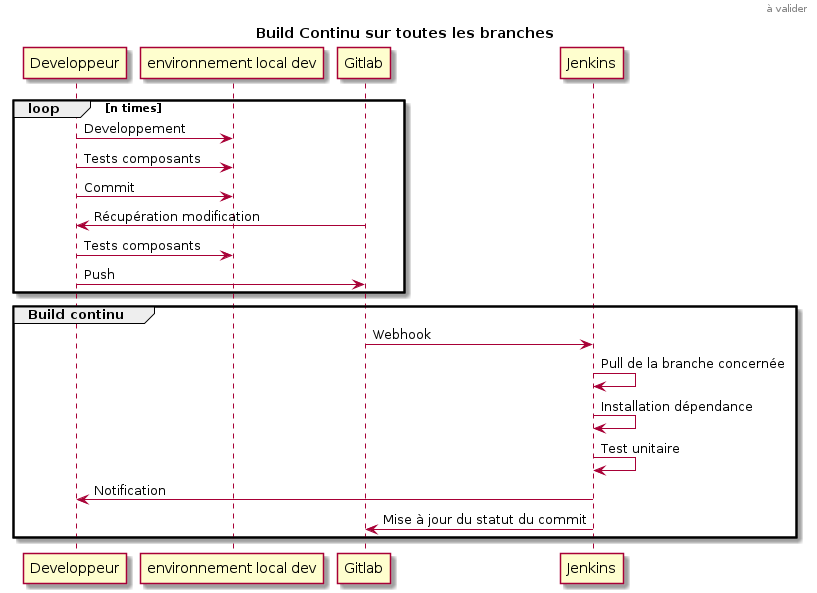 à valider
Build Continu sur toutes les branches
Developpeur environnement local dev Gitlab Jenkins
loop [n times]
Developpement
Tests composants
Commit
Récupération modification
Tests composants
Push
Build continu
Webhook
Pull de la branche concernée
Installation dépendance
Test unitaire
Notification
Mise à jour du statut du commit
Developpeur environnement local dev Gitlab Jenkins